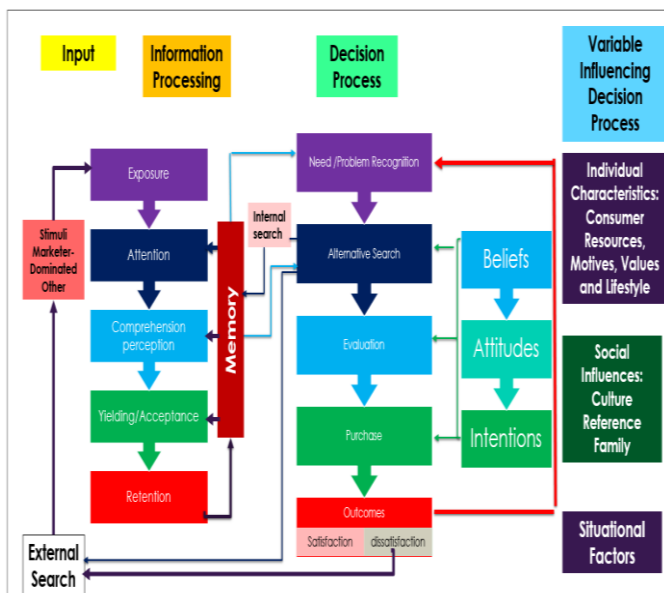 Input
Information
Processing
Decision
Process
Variable
Influencing
Decision
Process
Exposure
Attention
Comprehension
perception
Yielding/Acceptance
Retention
Stimuli
Marketer-
Dominated
Other
External
Search
Memory
Internal
search
Need /Problem Recognition
Alternative Search
Evaluation
Purchase
Outcomes
Satisfaction
dissatisfaction
Beliefs
Attitudes
Intentions
Individual
Characteristics:
Consumer
Resources,
Motives, Values
and Lifestyle
Social
Influences:
Culture
Reference
Family
Situational
Factors